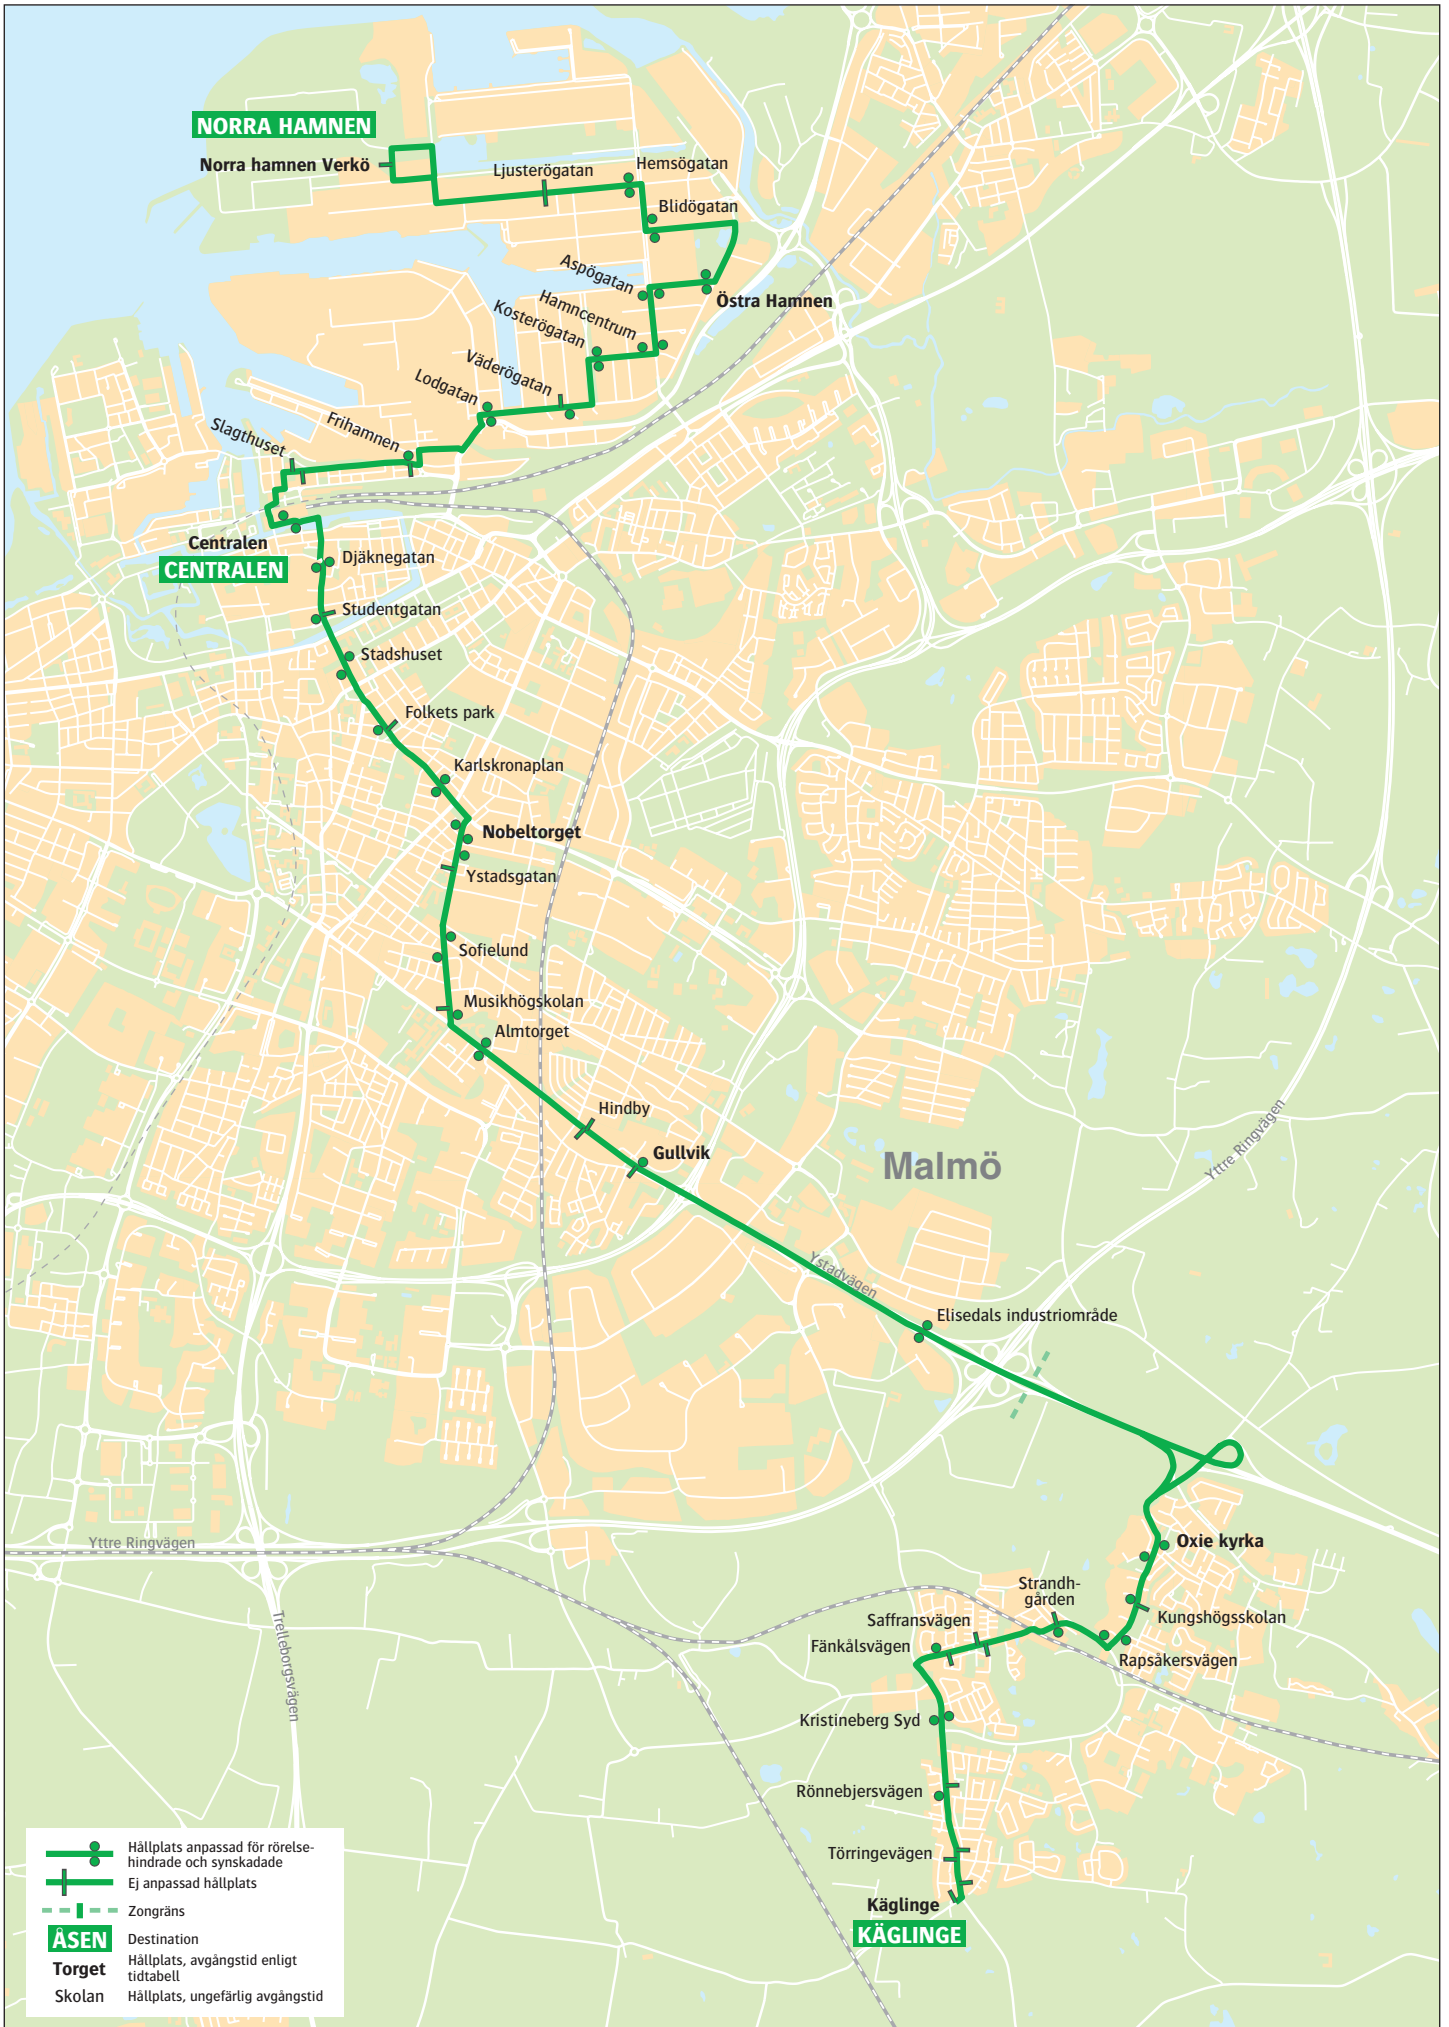 NORRA HAMNEN
Norra hamnen Verkö
Ljusterögatan
Hemsögatan
Blidögatan
Aspögatan
Östra Hamnen
Hamncentrum
Kosterögatan
Väderögatan
Lodgatan
Frihamnen
Slagthuset
Centralen
CENTRALEN
Djäknegatan
Studentgatan
Stadshuset
Folkets park
Karlskronaplan
Nobeltorget
Ystadsgatan
Sofielund
Musikhögskolan
Almtorget
Hindby
Gullvik
Malmö
Yttre Ringvägen
Ystadvägen
Elisedals industriområde
Yttre Ringvägen
Trelleborgsvägen
Oxie kyrka
Strandh-
gården
Kungshögsskolan
Saffransvägen
Fänkålsvägen
Rapsåkersvägen
Kristineberg Syd
Rönnebjersvägen
Törringevägen
Käglinge
KÄGLINGE
Hållplats anpassad för rörelse-
hindrade och synskadade
Ej anpassad hållplats
Zongräns
ÅSEN Destination
Torget Hållplats, avgångstid enligt
tidtabell
Skolan Hållplats, ungefärlig avgångstid